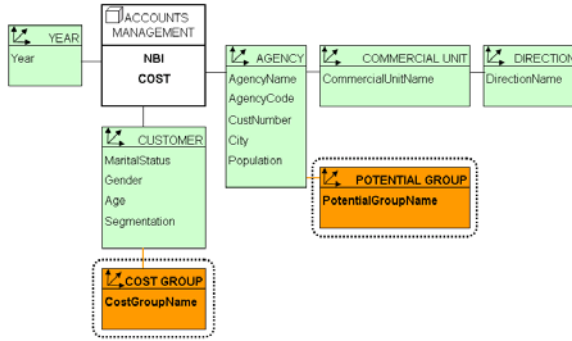 ACCOUNTS
MANAGEMENT
NBI
COST
YEAR
Year
AGENCY
AgencyName
AgencyCode
CustNumber
City
Population
COMMERCIAL UNIT
CommercialUnitName
DIRECTION
DirectionName
CUSTOMER
MaritalStatus
Gender
Age
Segmentation
POTENTIAL GROUP
PotentialGroupName
COST GROUP
CostGroupName